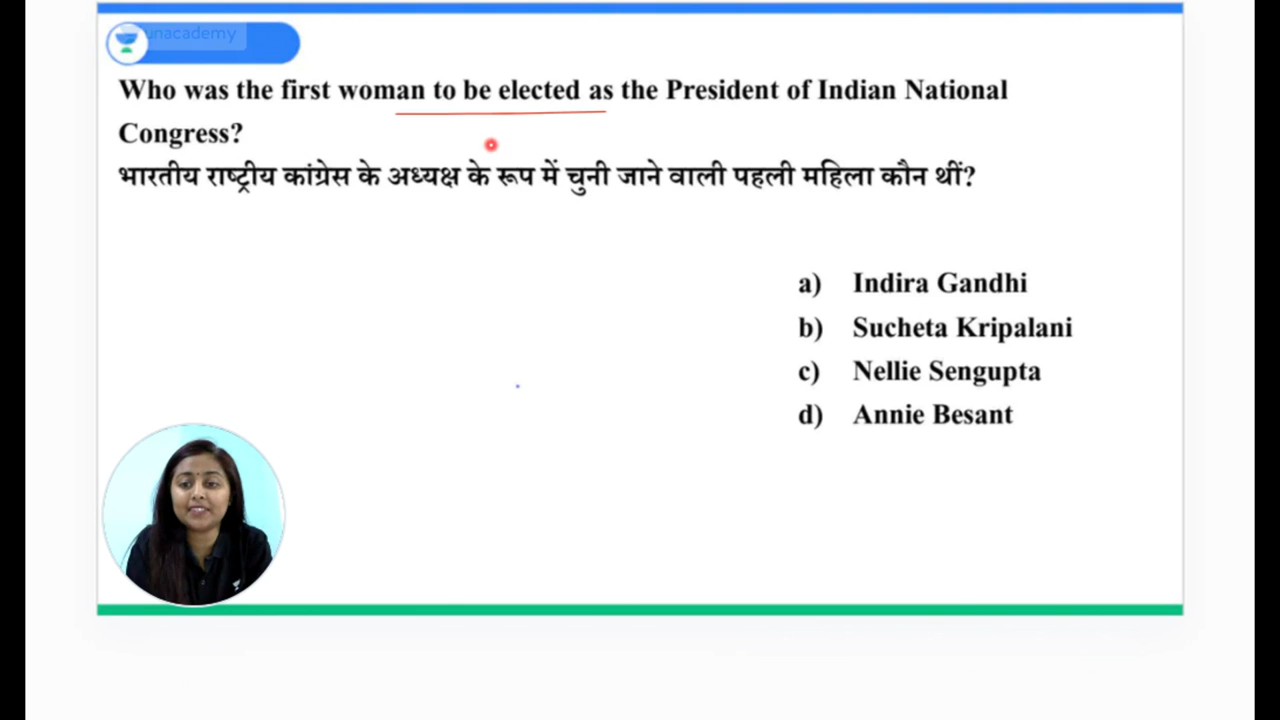 unacademy
Who was the first woman to be elected as the President of Indian National
Congress?
भारतीय राष्ट्रीय कांग्रेस के अध्यक्ष के रूप में चुनी जाने वाली पहली महिला कौन थीं?
a) Indira Gandhi
b) Sucheta Kripalani
c) Nellie Sengupta
d) Annie Besant